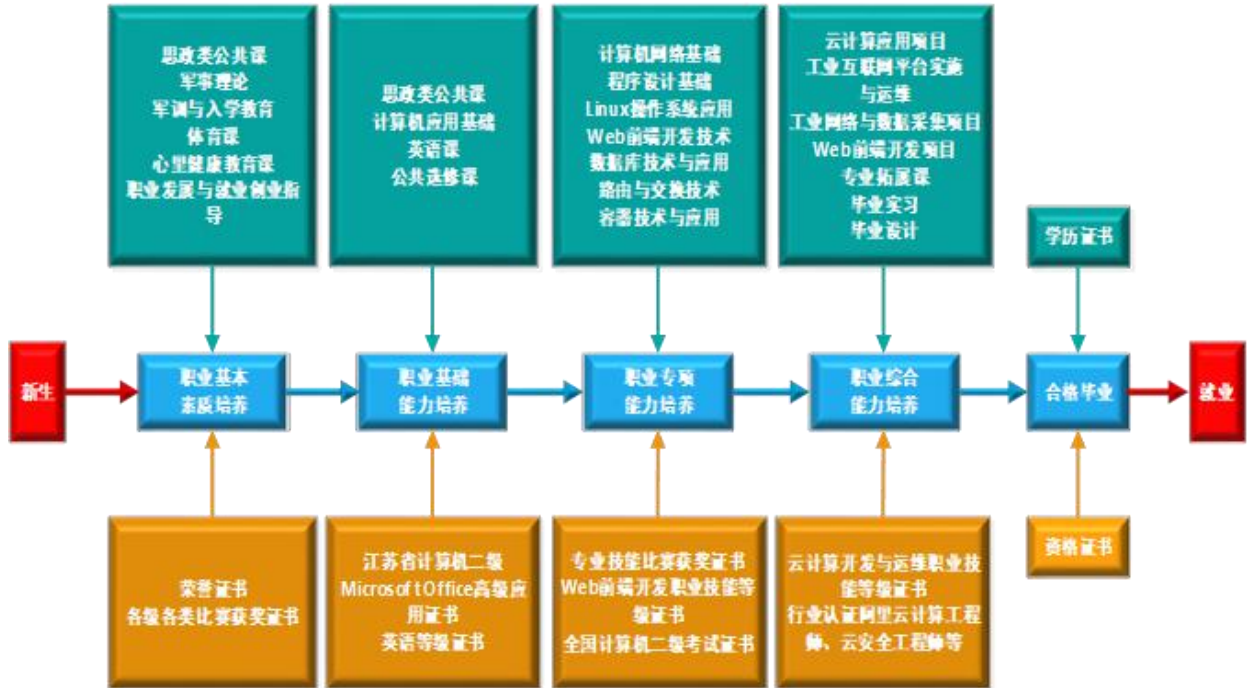 思政类公共课
军事理论
军训与入学教育
体育课
心里健康教育课
职业发展与就业创业指
导
思政类公共课
计算机应用基础
英语课
公共选修课
计算机网络基础
程序设计基础
Linux操作系统应用
Web前端开发技术
数据库技术与应用
路由与交换技术
容器技术与应用
云计算应用项目
工业互联网平台实施
与运维
工业网络与数据采集项目
Web前端开发项目
专业拓展课
毕业实习
毕业设计
学历证书
新生
职业基本
素质培养
职业基础
能力培养
职业专项
能力培养
职业综合
能力培养
合格毕业
就业
荣誉证书
各级各类比赛获奖证书
江苏省计算机二级
Microsoft Office高级应
用证书
英语等级证书
专业技能比赛获奖证书
Web前端开发职业技能等
级证书
全国计算机二级考试证书
云计算开发与运维职业技
能等级证书
行业认证阿里云计算工程
师、云安全工程师等
资格证书